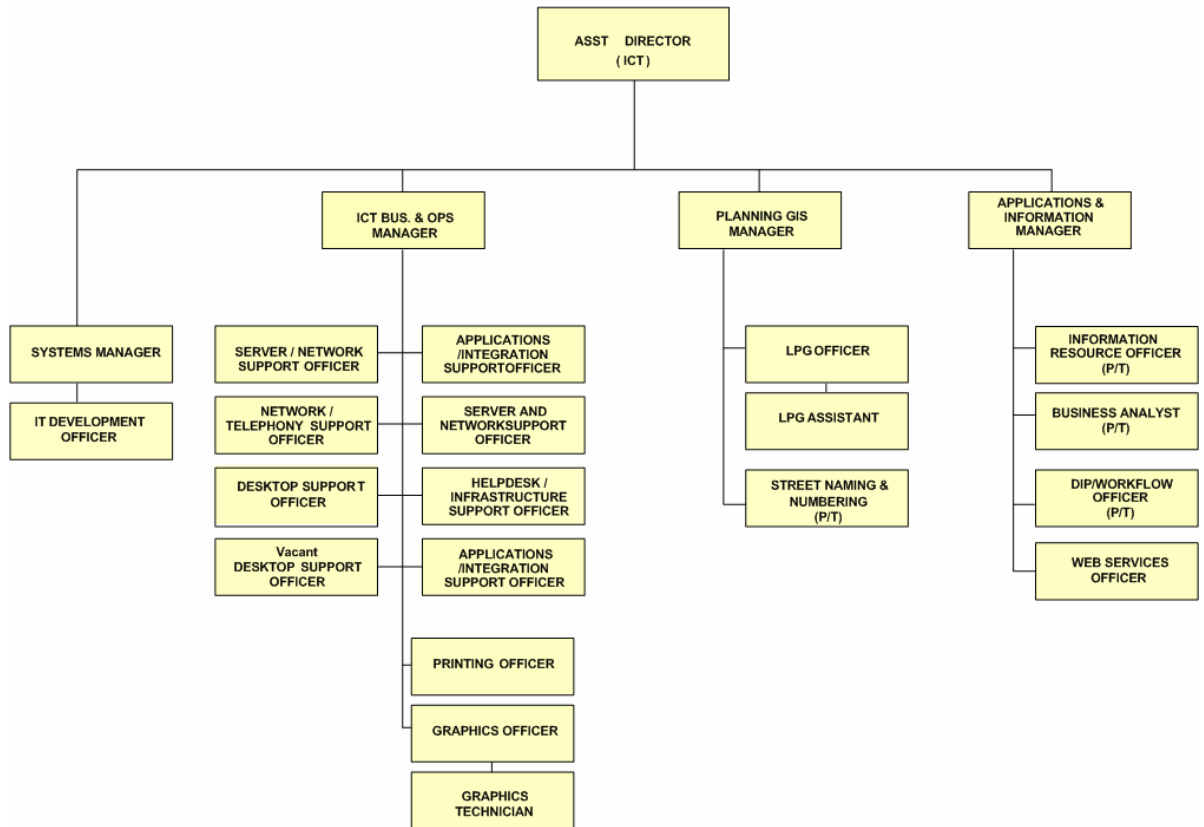 ASST DIRECTOR
( ICT )
ICT BUS. & OPS
MANAGER
PLANNING GIS
MANAGER
APPLICATIONS &
INFORMATION
MANAGER
SYSTEMS MANAGER
IT DEVELOPMENT
OFFICER
SERVER / NETWORK
SUPPORT OFFICER
APPLICATIONS
/INTEGRATION
SUPPORTOFFICER
NETWORK /
TELEPHONY SUPPORT
OFFICER
SERVER AND
NETWORKSUPPORT
OFFICER
DESKTOP SUPPORT
OFFICER
HELPDESK /
INFRASTRUCTURE
SUPPORT OFFICER
Vacant
DESKTOP SUPPORT
OFFICER
APPLICATIONS
/INTEGRATION
SUPPORT OFFICER
PRINTING OFFICER
GRAPHICS OFFICER
GRAPHICS
TECHNICIAN
LPG OFFICER
LPG ASSISTANT
STREET NAMING &
NUMBERING
(P/T)
INFORMATION
RESOURCE OFFICER
(P/T)
BUSINESS ANALYST
(P/T)
DIP/WORKFLOW
OFFICER
(P/T)
WEB SERVICES
OFFICER